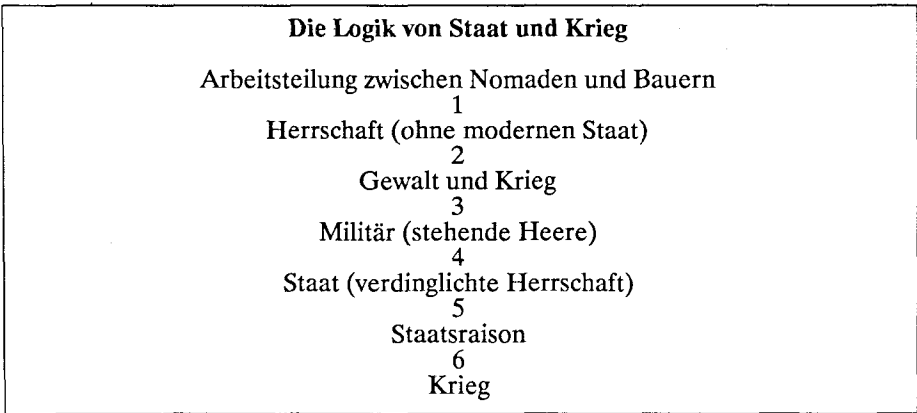 Die Logik von Staat und Krieg
Arbeitsteilung zwischen Nomaden und Bauern
1
Herrschaft (ohne modernen Staat)
2
Gewalt und Krieg
3
Militär (stehende Heere)
4
Staat (verdinglichte Herrschaft)
5
Staatsraison
6
Krieg